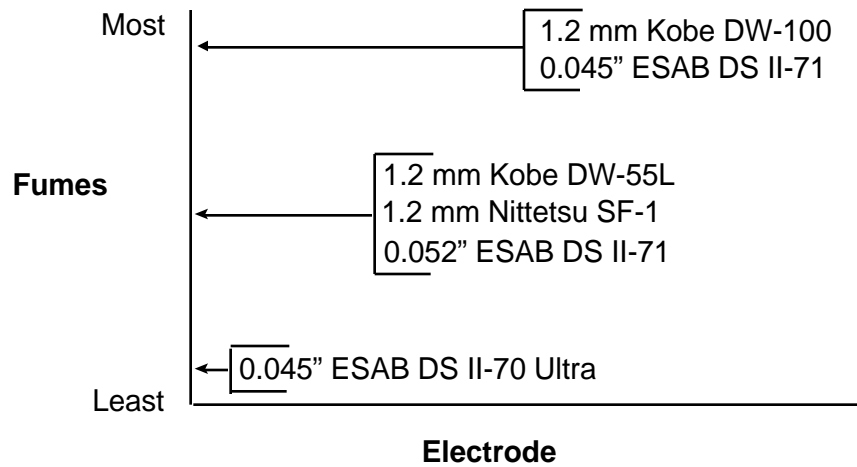 Most
1.2 mm Kobe DW-100
0.045” ESAB DS II-71
Fumes
1.2 mm Kobe DW-55L
1.2 mm Nittetsu SF-1
0.052” ESAB DS II-71
0.045” ESAB DS II-70 Ultra
Least
Electrode